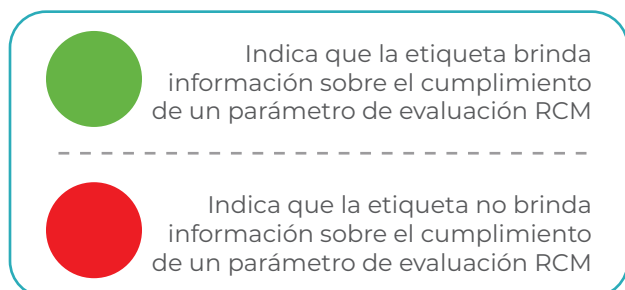 Indica que la etiqueta brinda
información sobre el cumplimiento
de un parámetro de evaluación RCM
Indica que la etiqueta no brinda
información sobre el cumplimiento
de un parámetro de evaluación RCM